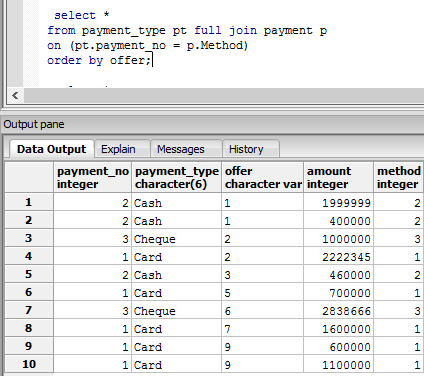 select *
from payment_type pt full join payment p
on (pt.payment_no = p.Method)
order by offer;
Output pane
Data Output Explain Messages History
payment_no integer payment_type character(6) offer character var amount integer method integer
1 2 Cash 1 1999999 2
2 2 Cash 1 400000 2
3 3 Cheque 2 1000000 3
4 1 Card 2 2222345 1
5 2 Cash 3 460000 2
6 1 Card 5 700000 1
7 3 Cheque 6 2838666 3
8 1 Card 7 1600000 1
9 1 Card 9 600000 1
10 1 Card 9 1100000 1